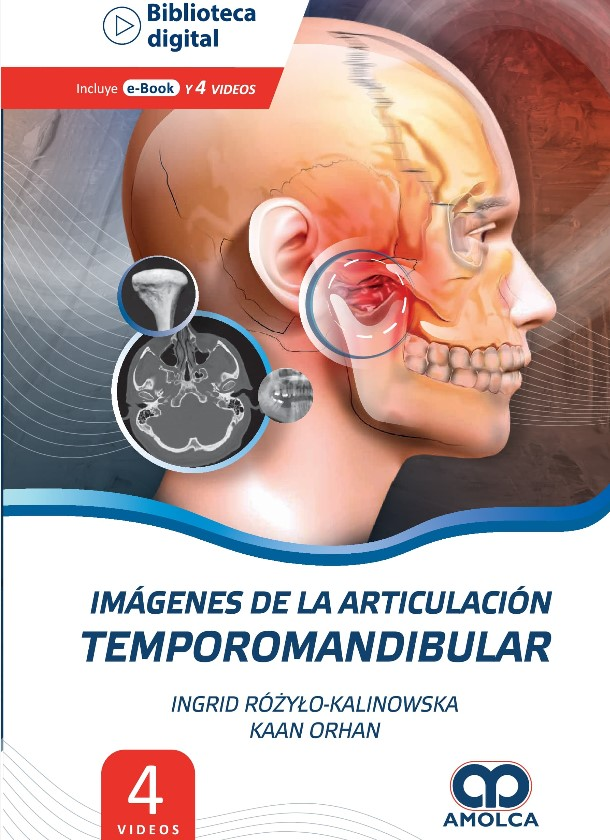 Biblioteca
digital
Incluye e-Book Y 4 VIDEOS
IMÁGENES DE LA ARTICULACIÓN
TEMPOROMANDIBULAR
INGRID RÓŻYŁO-KALINOWSKA
KAAN ORHAN
4
VIDEOS
AMOLCA